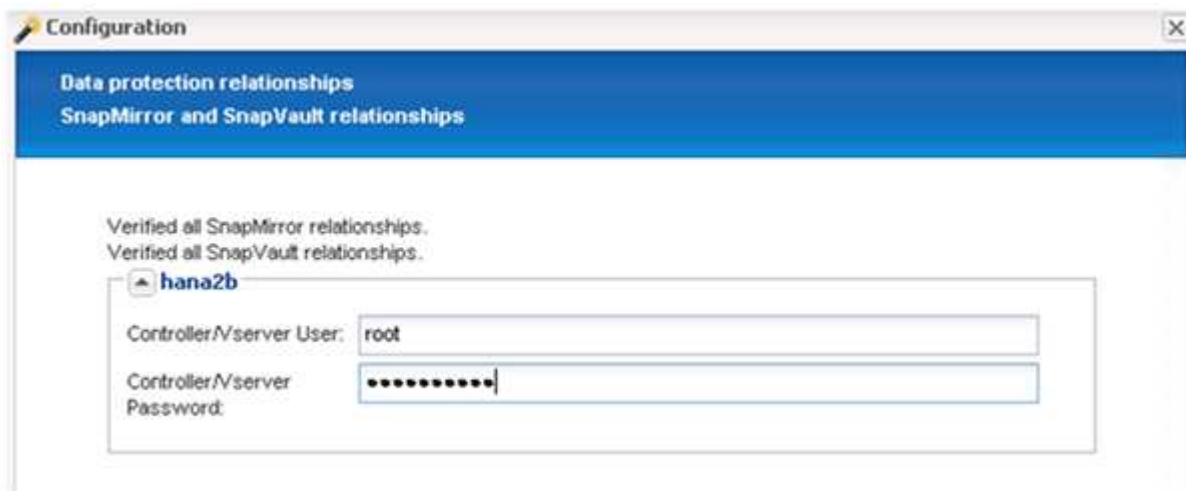 Configuration
Data protection relationships
SnapMirror and SnapVault relationships
Verified all SnapMirror relationships.
Verified all SnapVault relationships.
hana2b
Controller/Vserver User: root
Controller/Vserver
Password: ••••••••••